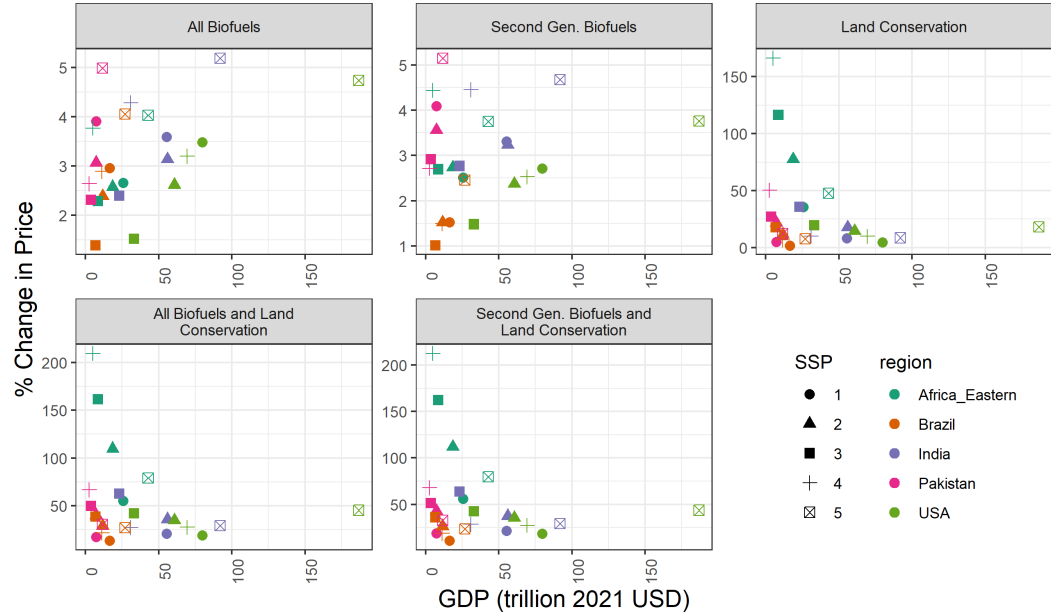 All Biofuels
Second Gen. Biofuels
Land Conservation
5
4
3
2
0
50
100
150
5
4
3
2
1
0
50
100
150
150
100
50
0
0
50
100
150
All Biofuels and Land
Conservation
Second Gen. Biofuels and
Land Conservation
200
150
100
50
0
50
100
150
200
150
100
50
0
50
100
150
% Change in Price
GDP (trillion 2021 USD)
SSP
1
2
3
4
5
region
Africa_Eastern
Brazil
India
Pakistan
USA